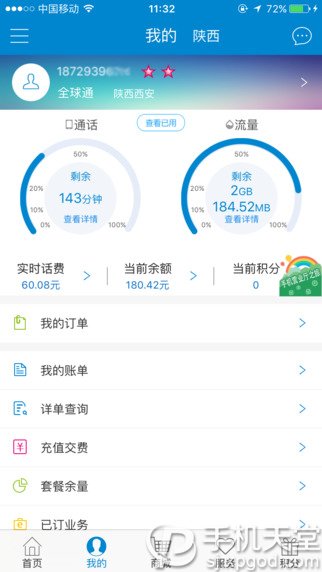 中国移动 11:32 72%
我的 陕西
1872939
全球通 陕西西安
通话 查看已用 流量
50% 50%
剩余 剩余
20% 20%
143分钟 2GB
10% 10%
查看详情 184.52MB
0% 100% 0% 查看详情 100%
实时话费 当前余额 当前积分
60.08元 180.42元 0
手机营业厅之旅
我的订单
我的账单
详单查询
充值交费
套餐余量
已订业务
首页 我的 商城 服务 积分
手机天堂
xpgod.com